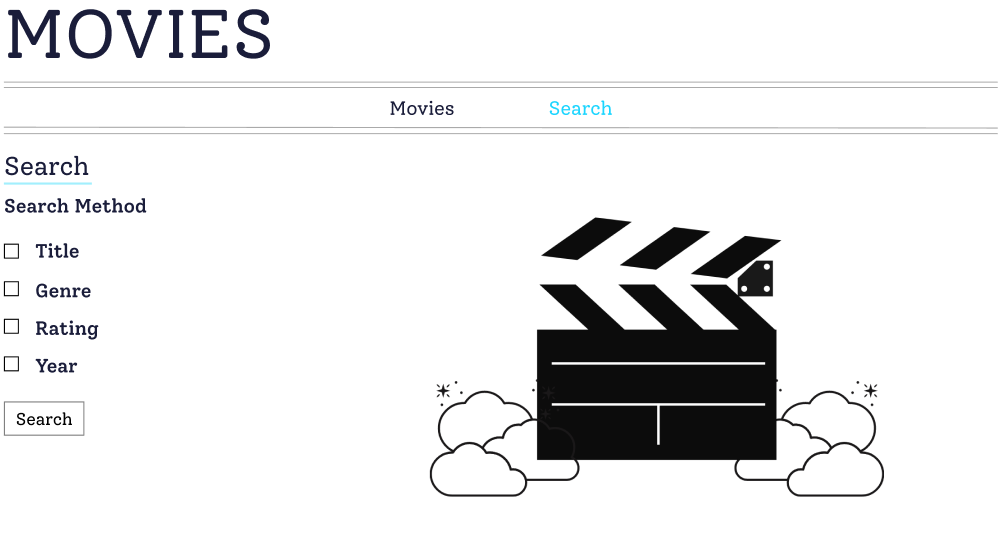 MOVIES
Movies Search
Search
Search Method
Title
Genre
Rating
Year
Search